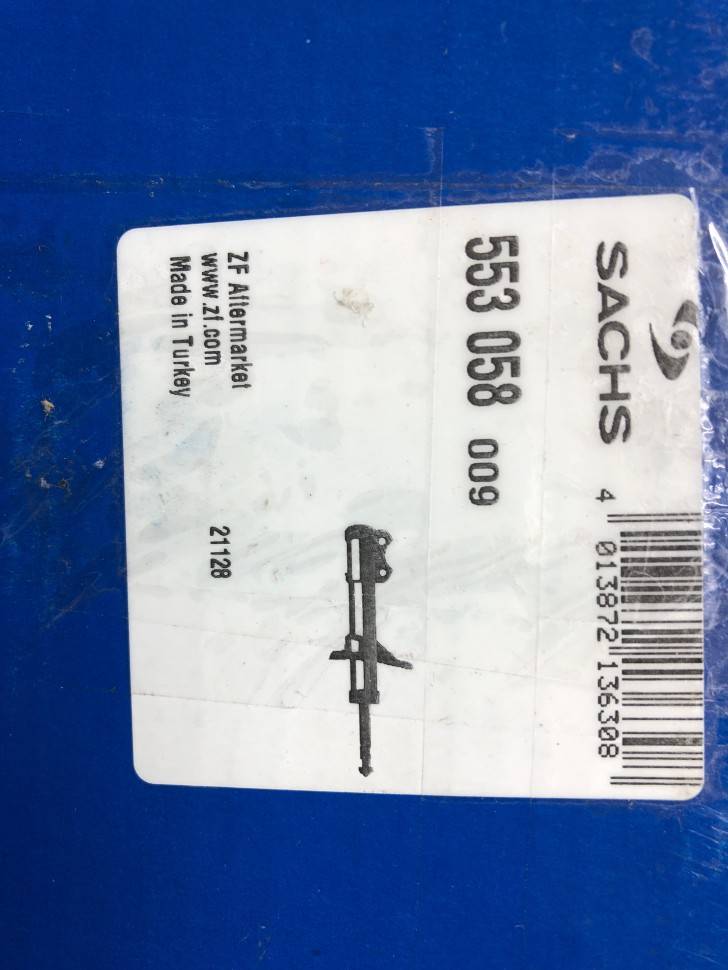 SACHS
4 013872 136308
553 058 009
ZF Aftermarket
www.zf.com
Made in Turkey
21128